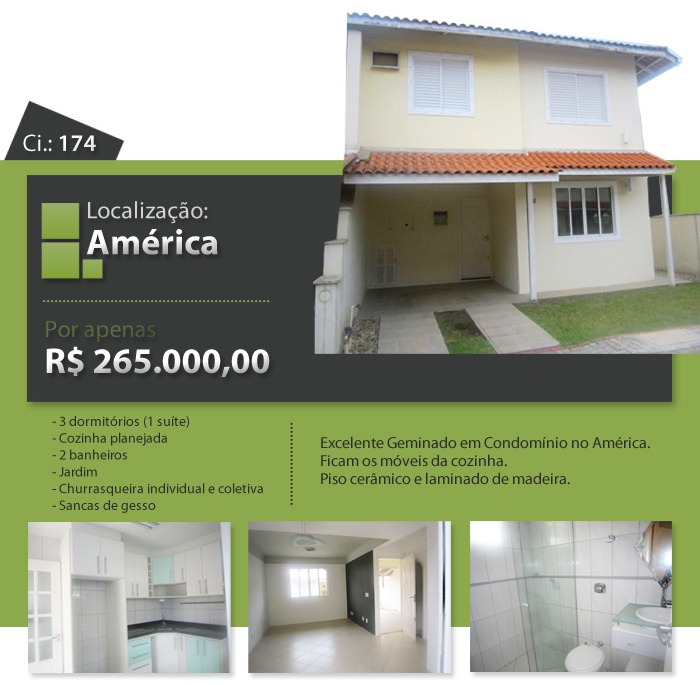 Ci.: 174
Localização:
América
Por apenas
R$ 265.000,00
- 3 dormitórios (1 suíte)
- Cozinha planejada
- 2 banheiros
- Jardim
- Churrasqueira individual e coletiva
- Sancas de gesso
Excelente Geminado em Condomínio no América.
Ficam os móveis da cozinha.
Piso cerâmico e laminado de madeira.